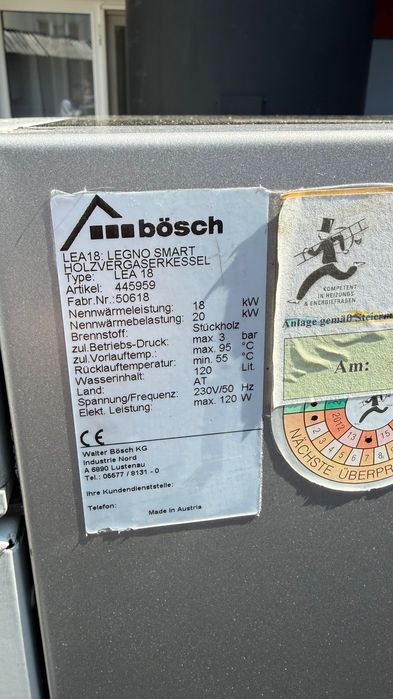 bösch
LEA18: LEGNO SMART
HOLZVERGASERKESSEL
Type: LEA 18
Artikel: 445959
Fabr.Nr.:50618
Nennwärmeleistung: 18 kW
Nennwärmebelastung: 20 kW
Brennstoff: Stückholz
zul.Betriebs-Druck: max. 3 bar
zul.Vorlauftemp.: max. 95 °C
Rücklauftemperatur: min. 55 °C
Wasserinhalt: 120 Lit.
Land: AT
Spannung/Frequenz: 230V/50 Hz
Elekt. Leistung: max. 120 W
CE
Walter Bösch KG
Industrie Nord
A 6890 Lustenau
Tel.: 05577 / 8131 - 0
Ihre Kundendienststelle:
Telefon:
Made in Austria
KOMPETENT
IN HEIZUNGS-
& ENERGIEFRAGEN
Anlage gemäß Steierm
Am:
2012
NÄCHSTE ÜBERPR